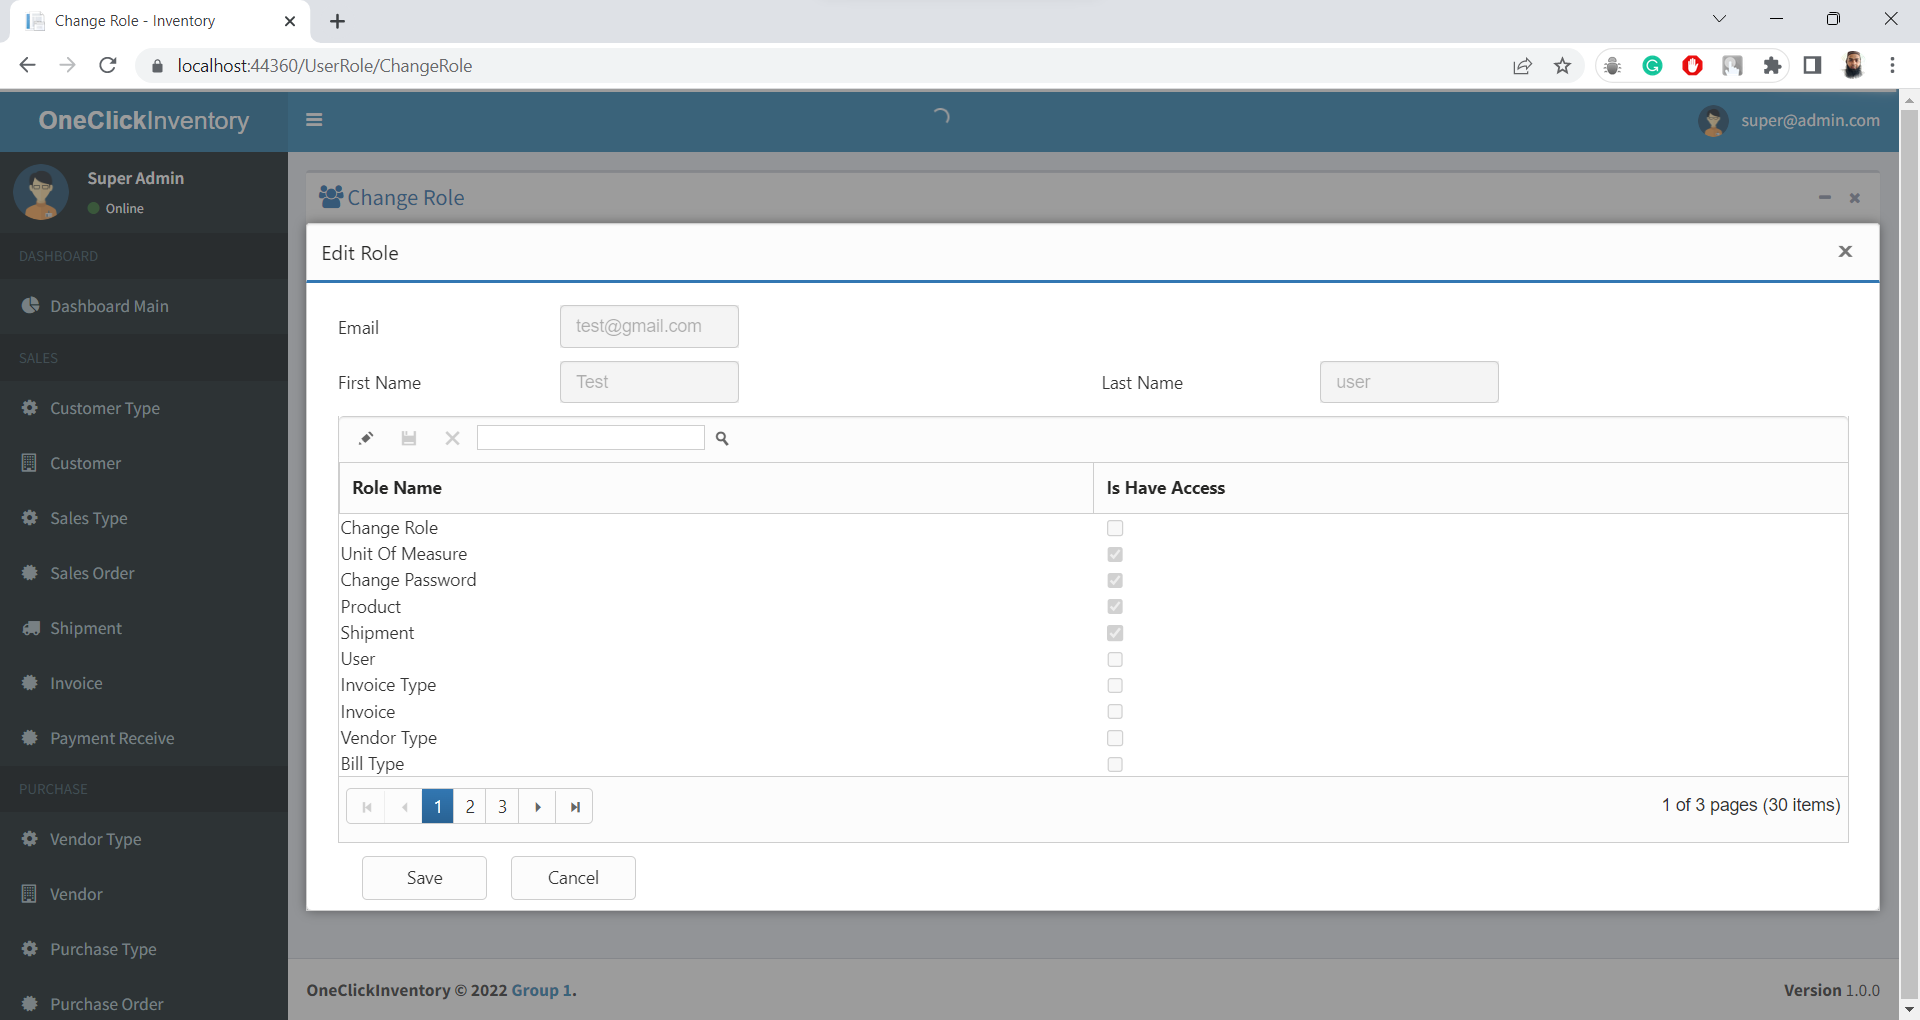 Change Role - Inventory
localhost:44360/UserRole/ChangeRole
OneClickInventory
super@admin.com
Super Admin
Online
DASHBOARD
Dashboard Main
SALES
Customer Type
Customer
Sales Type
Sales Order
Shipment
Invoice
Payment Receive
PURCHASE
Vendor Type
Vendor
Purchase Type
Purchase Order
Change Role
Edit Role
Email test@gmail.com
First Name Test Last Name user
Role Name Is Have Access
Change Role
Unit Of Measure
Change Password
Product
Shipment
User
Invoice Type
Invoice
Vendor Type
Bill Type
1 2 3 1 of 3 pages (30 items)
Save Cancel
OneClickInventory © 2022 Group 1. Version 1.0.0